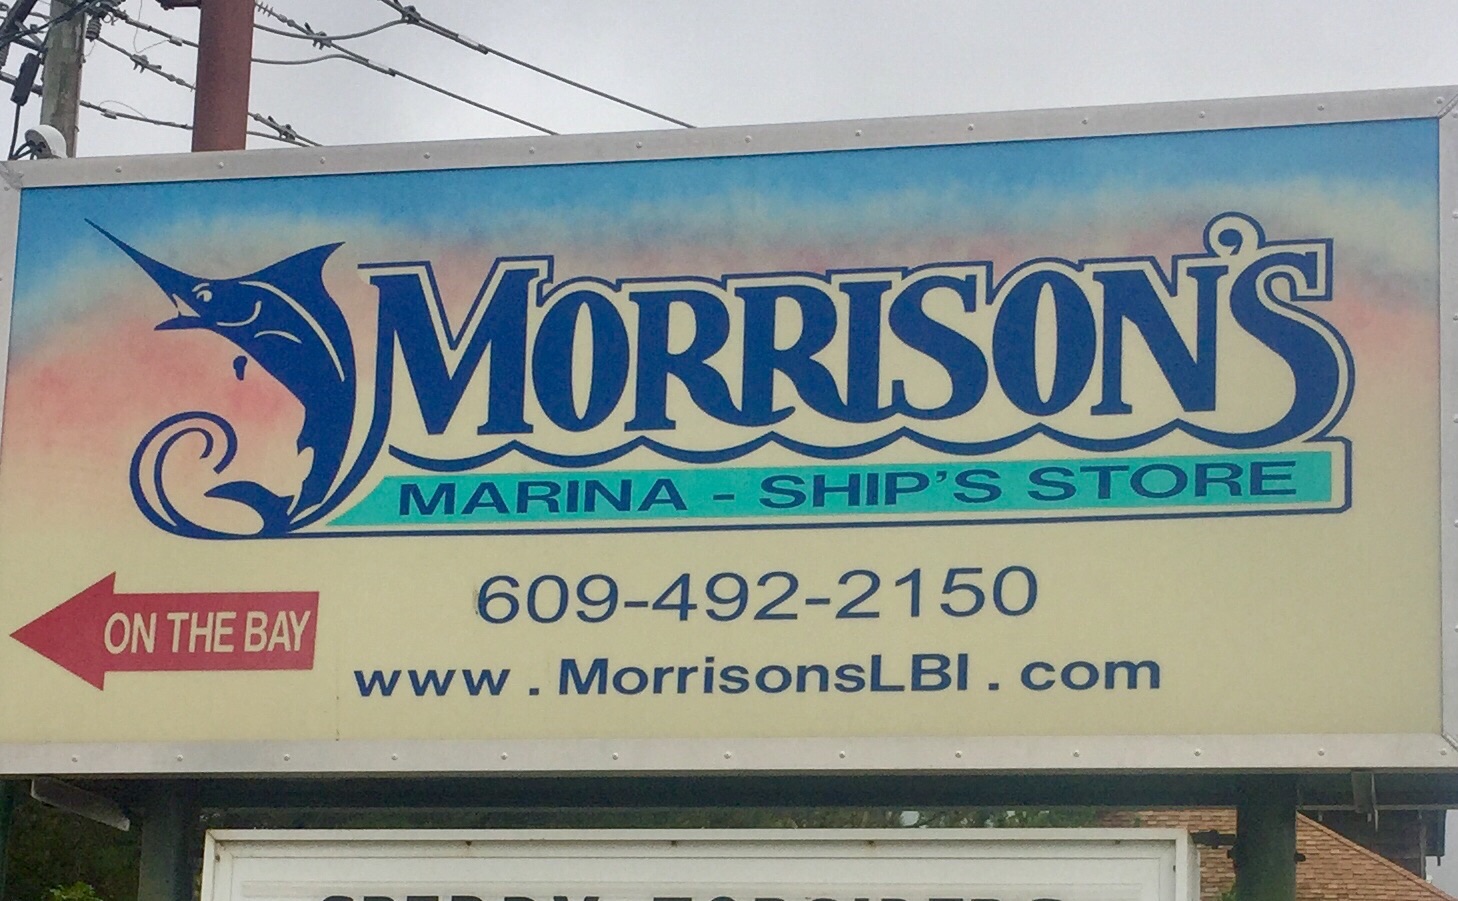 MORRISON'S
MARINA - SHIP'S STORE
609-492-2150
ON THE BAY
www.MorrisonsLBI.com